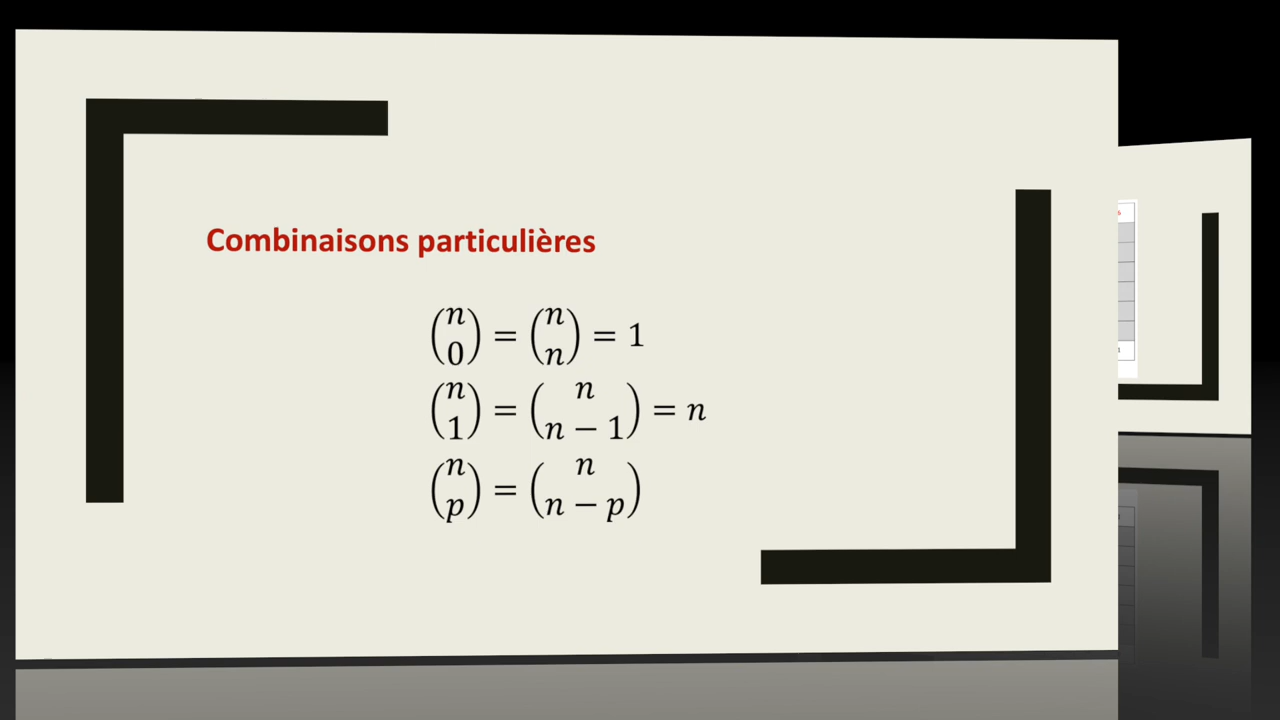 Combinaisons particulières
(n 0) = (n n) = 1
(n 1) = (n n − 1) = n
(n p) = (n n − p)